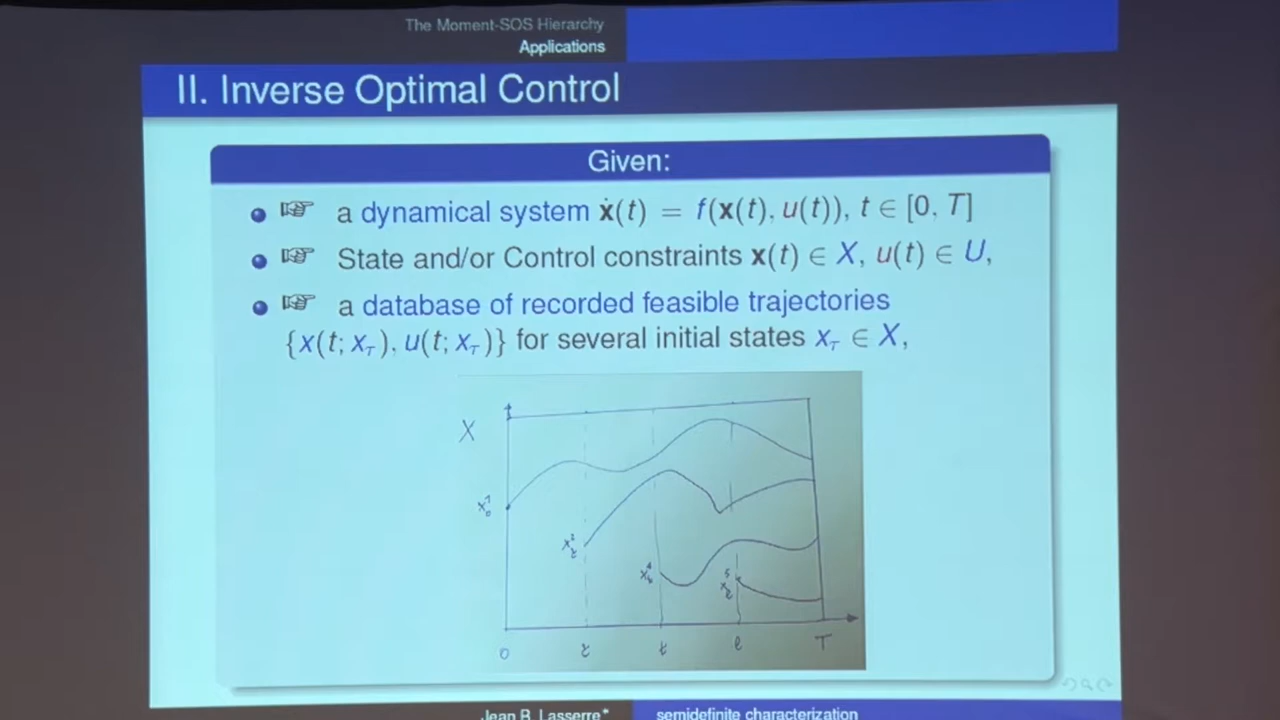 The Moment-SOS Hierarchy
Applications
II. Inverse Optimal Control
Given:
a dynamical system ẋ(t) = f(x(t), u(t)), t ∈ [0, T]
State and/or Control constraints x(t) ∈ X, u(t) ∈ U,
a database of recorded feasible trajectories
{x(t; x_τ), u(t; x_τ)} for several initial states x_τ ∈ X,
X
0 T
Jean B. Lasserre*
semidefinite characterization